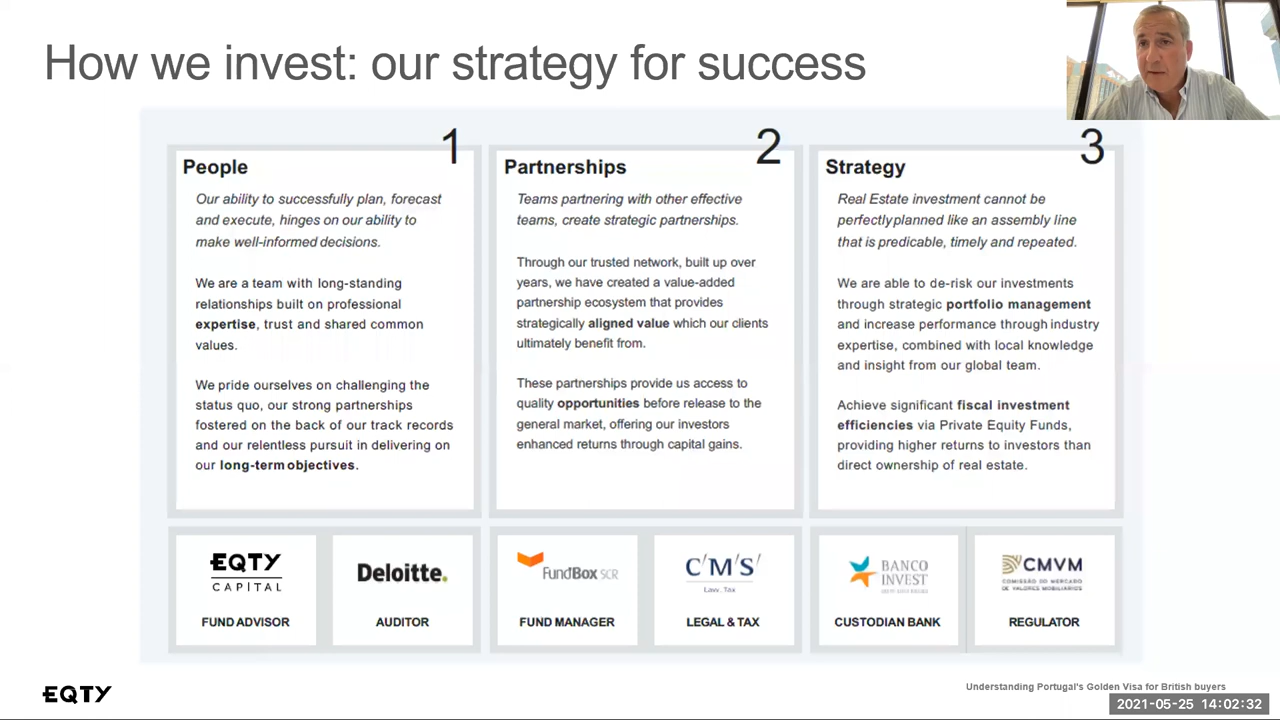 How we invest: our strategy for success
1
People
Our ability to successfully plan, forecast
and execute, hinges on our ability to
make well-informed decisions.
We are a team with long-standing
relationships built on professional
expertise, trust and shared common
values.
We pride ourselves on challenging the
status quo, our strong partnerships
fostered on the back of our track records
and our relentless pursuit in delivering on
our long-term objectives.
2
Partnerships
Teams partnering with other effective
teams, create strategic partnerships.
Through our trusted network, built up over
years, we have created a value-added
partnership ecosystem that provides
strategically aligned value which our clients
ultimately benefit from.
These partnerships provide us access to
quality opportunities before release to the
general market, offering our investors
enhanced returns through capital gains.
3
Strategy
Real Estate investment cannot be
perfectly planned like an assembly line
that is predicable, timely and repeated.
We are able to de-risk our investments
through strategic portfolio management
and increase performance through industry
expertise, combined with local knowledge
and insight from our global team.
Achieve significant fiscal investment
efficiencies via Private Equity Funds,
providing higher returns to investors than
direct ownership of real estate.
EQTY
CAPITAL
FUND ADVISOR
Deloitte.
AUDITOR
FundBox SCR
FUND MANAGER
C'M'S'
Law. Tax
LEGAL & TAX
BANCO
INVEST
CUSTODIAN BANK
CMVM
COMISSÃO DO MERCADO
DE VALORES MOBILIÁRIOS
REGULATOR
EQTY
Understanding Portugal's Golden Visa for British buyers
2021-05-25 14:02:32